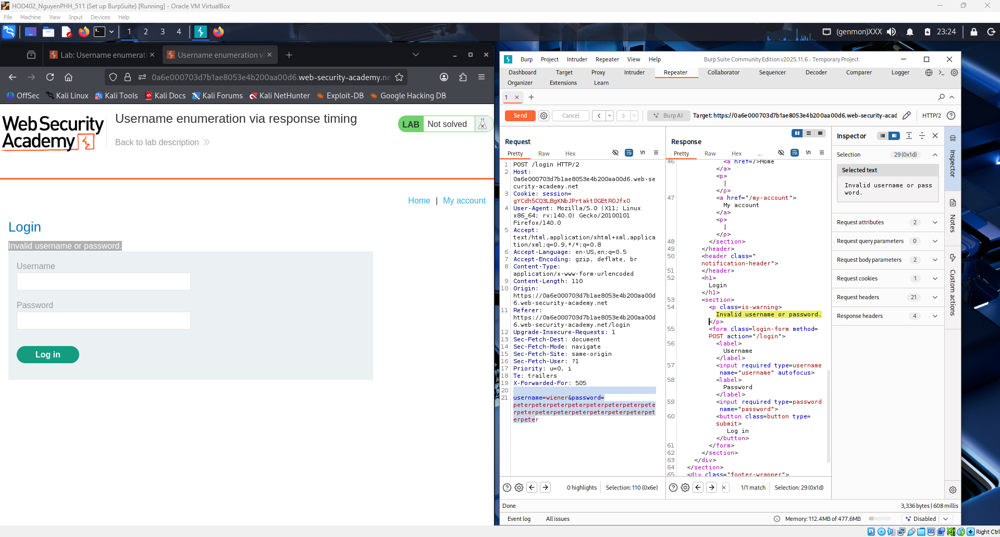 HOD402_NguyenPHH_511 (Set up BurpSuite) [Running] - Oracle VM VirtualBox
File Machine View Input Devices Help
1 2 3 4
(genmon)XXX 23:24
Lab: Username enumerati
Username enumeration vi
0a6e000703d7b1ae8053e4b200aa00d6.web-security-academy.ne
OffSec Kali Linux Kali Tools Kali Docs Kali Forums Kali NetHunter Exploit-DB Google Hacking DB
Web Security Academy
Username enumeration via response timing
Back to lab description
LAB Not solved
Home | My account
Login
Invalid username or password.
Username
Password
Log in
Burp Project Intruder Repeater View Help
Burp Suite Community Edition v2025.11.6 - Temporary Project
Dashboard Target Proxy Intruder Repeater Collaborator Sequencer Decoder Comparer Logger
Organizer Extensions Learn
1
Send Cancel Burp AI Target: https://0a6e000703d7b1ae8053e4b200aa00d6.web-security-acad HTTP/2
Request
Pretty Raw Hex \n
1 POST /login HTTP/2
2 Host:
0a6e000703d7b1ae8053e4b200aa00d6.web-se
curity-academy.net
3 Cookie: session=
gYCdh5CQ3LBgKNbJPrtaktOGEtROJfxO
4 User-Agent: Mozilla/5.0 (X11; Linux
x86_64; rv:140.0) Gecko/20100101
Firefox/140.0
5 Accept:
text/html,application/xhtml+xml,applica
tion/xml;q=0.9,*/*;q=0.8
6 Accept-Language: en-US,en;q=0.5
7 Accept-Encoding: gzip, deflate, br
8 Content-Type:
application/x-www-form-urlencoded
9 Content-Length: 110
10 Origin:
https://0a6e000703d7b1ae8053e4b200aa00d
6.web-security-academy.net
11 Referer:
https://0a6e000703d7b1ae8053e4b200aa00d
6.web-security-academy.net/login
12 Upgrade-Insecure-Requests: 1
13 Sec-Fetch-Dest: document
14 Sec-Fetch-Mode: navigate
15 Sec-Fetch-Site: same-origin
16 Sec-Fetch-User: ?1
17 Priority: u=0, i
18 Te: trailers
19 X-Forwarded-For: 505
20
21 username=wiener&password=
peterpeterpeterpeterpeterpeterpeterpete
rpeterpeterpeterpeterpeterpeterpeterpet
erpeter
0 highlights Selection: 110 (0x6e)
Response
Pretty Raw Hex ... \n
46 <a href=/>Home
</a>
<p>
|
</p>
47 <a href="/my-account">
My account
</a>
<p>
|
</p>
48 </section>
49 </header>
50 <header class="
notification-header">
51 </header>
52 <h1>
Login
</h1>
53 <section>
54 <p class=is-warning>
Invalid username or password.
</p>
55 <form class=login-form method=
POST action="/login">
56 <label>
Username
</label>
57 <input required type=username
name="username" autofocus>
58 <label>
Password
</label>
59 <input required type=password
name="password">
60 <button class=button type=
submit>
Log in
</button>
61 </form>
62 </section>
63 </div>
64 </section>
65 <div class="footer-wrapper">
1/1 match Selection: 29 (0x1d)
Inspector
Selection 29 (0x1d)
Selected text
Invalid username or pass
word.
Request attributes 2
Request query parameters 0
Request body parameters 2
Request cookies 1
Request headers 21
Response headers 4
Inspector
Notes
Custom actions
Done
3,336 bytes | 608 millis
Event log All issues
Memory: 112.4MB of 477.6MB
Disabled
Right Ctrl